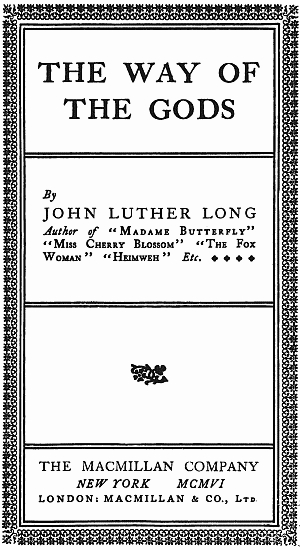 THE WAY OF
THE GODS
By
JOHN LUTHER LONG
Author of "MADAME BUTTERFLY"
"MISS CHERRY BLOSSOM" "THE FOX
WOMAN" "HEIMWEH" Etc. ◆ ◆ ◆ ◆
THE MACMILLAN COMPANY
NEW YORK MCMVI
LONDON: MACMILLAN & CO., LTD.